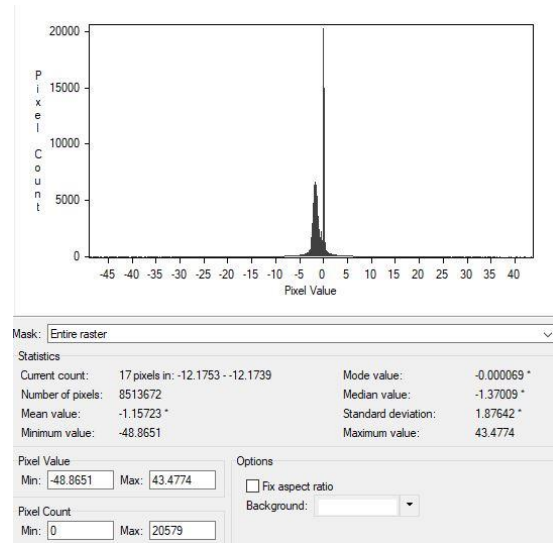 20000
15000
10000
5000
0
Pixel Count
-45 -40 -35 -30 -25 -20 -15 -10 -5 0 5 10 15 20 25 30 35 40
Pixel Value
Mask: Entire raster
Statistics
Current count: 17 pixels in: -12.1753 - -12.1739 Mode value: -0.000069 *
Number of pixels: 8513672 Median value: -1.37009 *
Mean value: -1.15723 * Standard deviation: 1.87642 *
Minimum value: -48.8651 Maximum value: 43.4774
Pixel Value Options
Min: -48.8651 Max: 43.4774 Fix aspect ratio
Background:
Pixel Count
Min: 0 Max: 20579